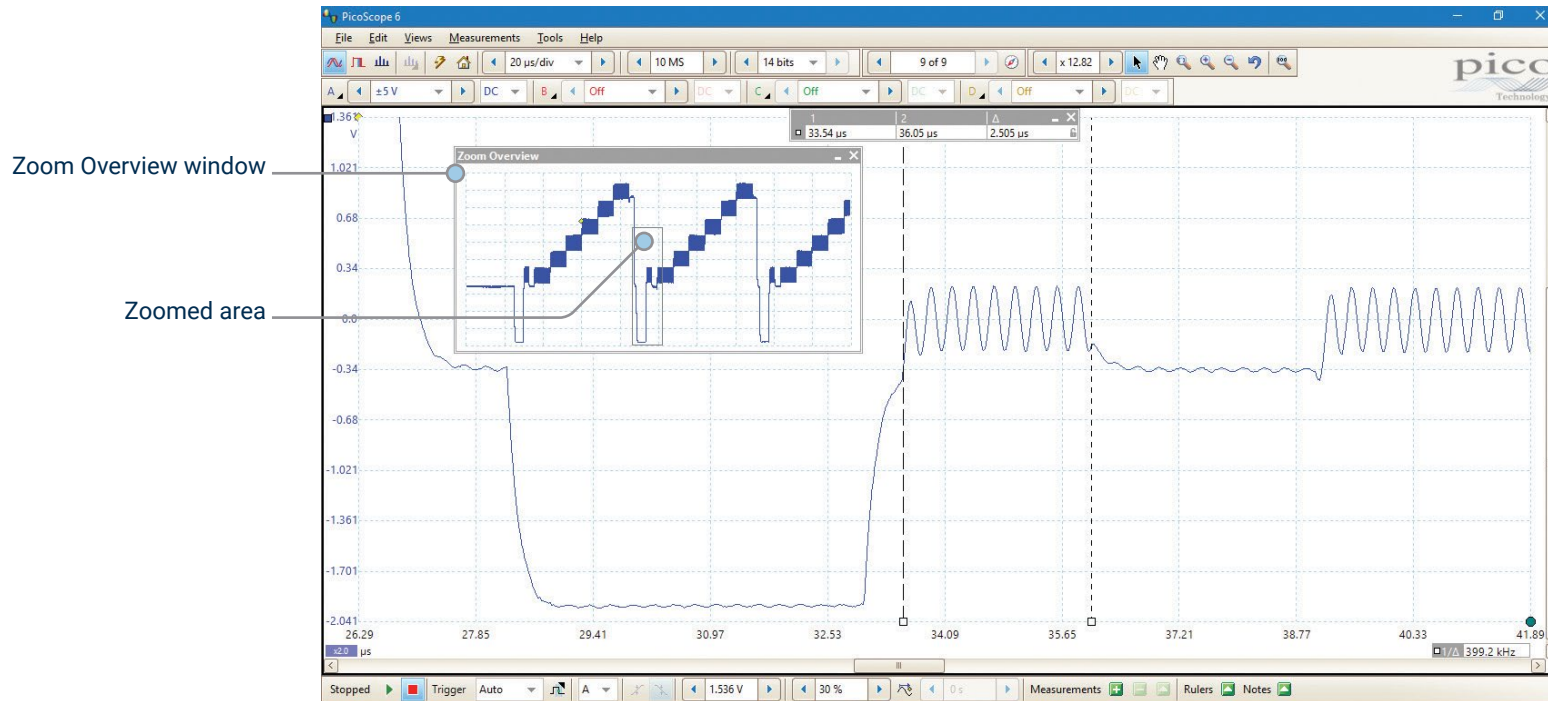 PicoScope 6
File Edit Views Measurements Tools Help
20 µs/div 10 MS 14 bits 9 of 9 x 12.82
pico
Technology
A ±5 V DC B Off DC C Off DC D Off DC
1 2 Δ
33.54 µs 36.05 µs 2.505 µs
1.361
V
Zoom Overview window
Zoom Overview
1.021
0.68
0.34
Zoomed area
0.0
-0.34
-0.68
-1.021
-1.361
-1.701
-2.041
26.29 27.85 29.41 30.97 32.53 34.09 35.65 37.21 38.77 40.33 41.89
x2.0 µs
1/Δ 399.2 kHz
Stopped Trigger Auto A 1.536 V 30 % 0 s Measurements Rulers Notes